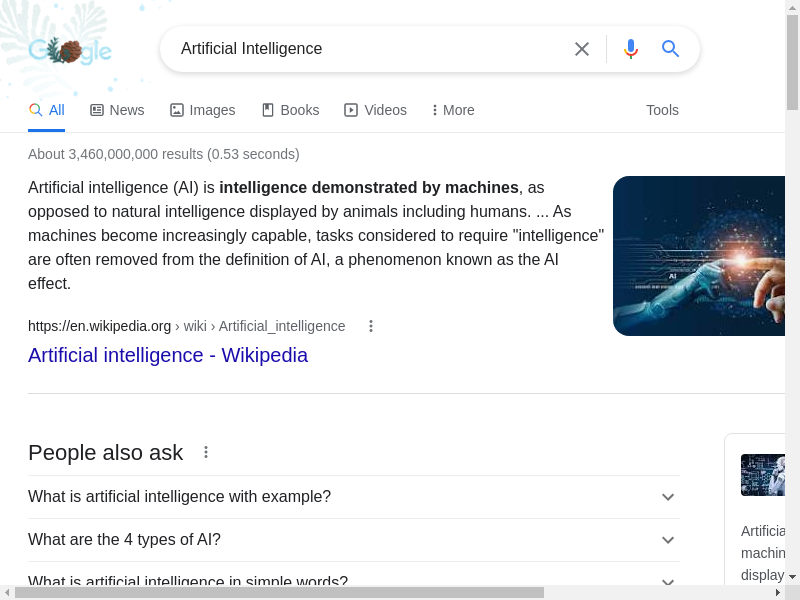 Google
Artificial Intelligence
All
News
Images
Books
Videos
More
Tools
About 3,460,000,000 results (0.53 seconds)
Artificial intelligence (AI) is intelligence demonstrated by machines, as
opposed to natural intelligence displayed by animals including humans. ... As
machines become increasingly capable, tasks considered to require "intelligence"
are often removed from the definition of AI, a phenomenon known as the AI
effect.
AI
https://en.wikipedia.org › wiki › Artificial_intelligence
Artificial intelligence - Wikipedia
People also ask
What is artificial intelligence with example?
What are the 4 types of AI?
What is artificial intelligence in simple words?
Artificia
machin
display